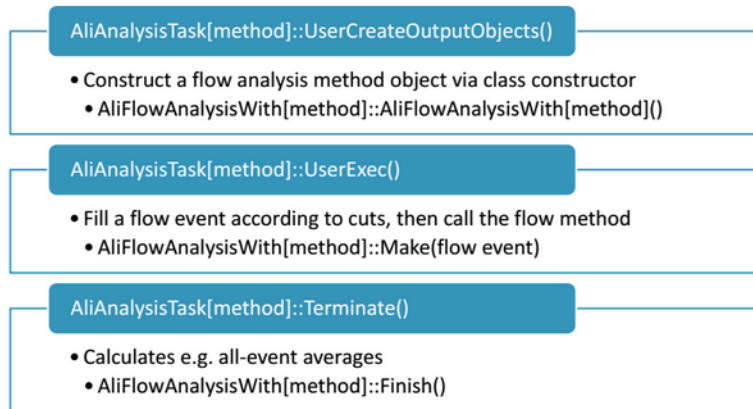 AliAnalysisTask[method]::UserCreateOutputObjects()
• Construct a flow analysis method object via class constructor
• AliFlowAnalysisWith[method]::AliFlowAnalysisWith[method]()
AliAnalysisTask[method]::UserExec()
• Fill a flow event according to cuts, then call the flow method
• AliFlowAnalysisWith[method]::Make(flow event)
AliAnalysisTask[method]::Terminate()
• Calculates e.g. all-event averages
• AliFlowAnalysisWith[method]::Finish()